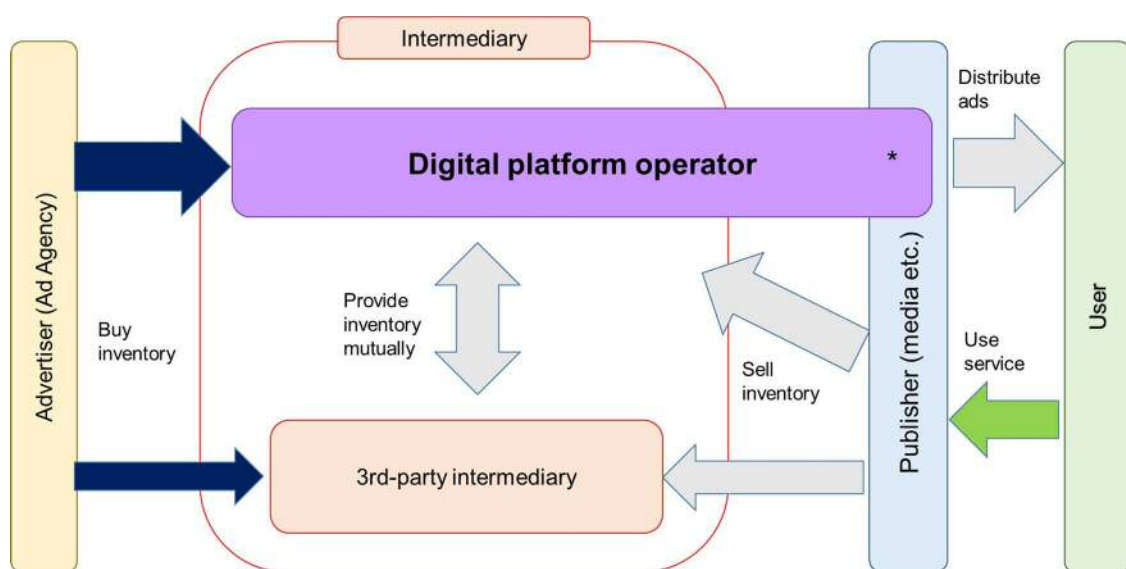 Intermediary
Distribute
ads
Digital platform operator
*
Advertiser (Ad Agency)
Buy
inventory
Provide
inventory
mutually
Sell
inventory
Publisher (media etc.)
Use
service
User
3rd-party intermediary